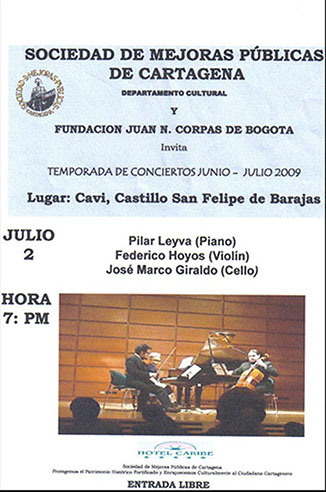 SOCIEDAD DE MEJORAS PÚBLICAS
DE CARTAGENA
DEPARTAMENTO CULTURAL
Y
FUNDACION JUAN N. CORPAS DE BOGOTA
Invita
TEMPORADA DE CONCIERTOS JUNIO – JULIO 2009
Lugar: Cavi, Castillo San Felipe de Barajas
JULIO
2
Pilar Leyva (Piano)
Federico Hoyos (Violín)
José Marco Giraldo (Cello)
HORA
7: PM
HOTEL CARIBE
Sociedad de Mejoras Públicas de Cartagena
Protegemos el Patrimonio Histórico Fortificado y Enriquecemos Culturalmente al Ciudadano Cartagenero
ENTRADA LIBRE